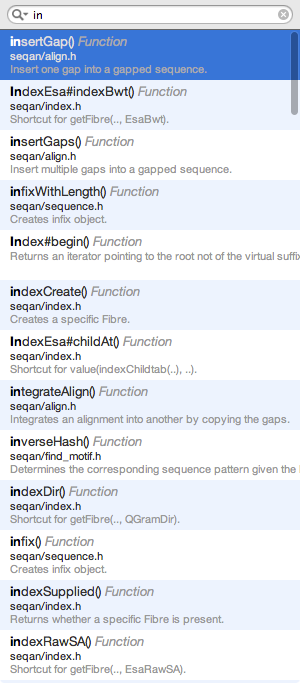 in
insertGap() Function
seqan/align.h
Insert one gap into a gapped sequence.
IndexEsa#indexBwt() Function
seqan/index.h
Shortcut for getFibre(.., EsaBwt).
insertGaps() Function
seqan/align.h
Insert multiple gaps into a gapped sequence.
infixWithLength() Function
seqan/sequence.h
Creates infix object.
Index#begin() Function
Returns an iterator pointing to the root not of the virtual suffix
indexCreate() Function
seqan/index.h
Creates a specific Fibre.
IndexEsa#childAt() Function
seqan/index.h
Shortcut for value(indexChildtab(..), ..).
integrateAlign() Function
seqan/align.h
Integrates an alignment into another by copying the gaps.
inverseHash() Function
seqan/find_motif.h
Determines the corresponding sequence pattern given the
indexDir() Function
seqan/index.h
Shortcut for getFibre(.., QGramDir).
infix() Function
seqan/sequence.h
Creates infix object.
indexSupplied() Function
seqan/index.h
Returns whether a specific Fibre is present.
indexRawSA() Function
seqan/index.h
Shortcut for getFibre(.., EsaRawSA).